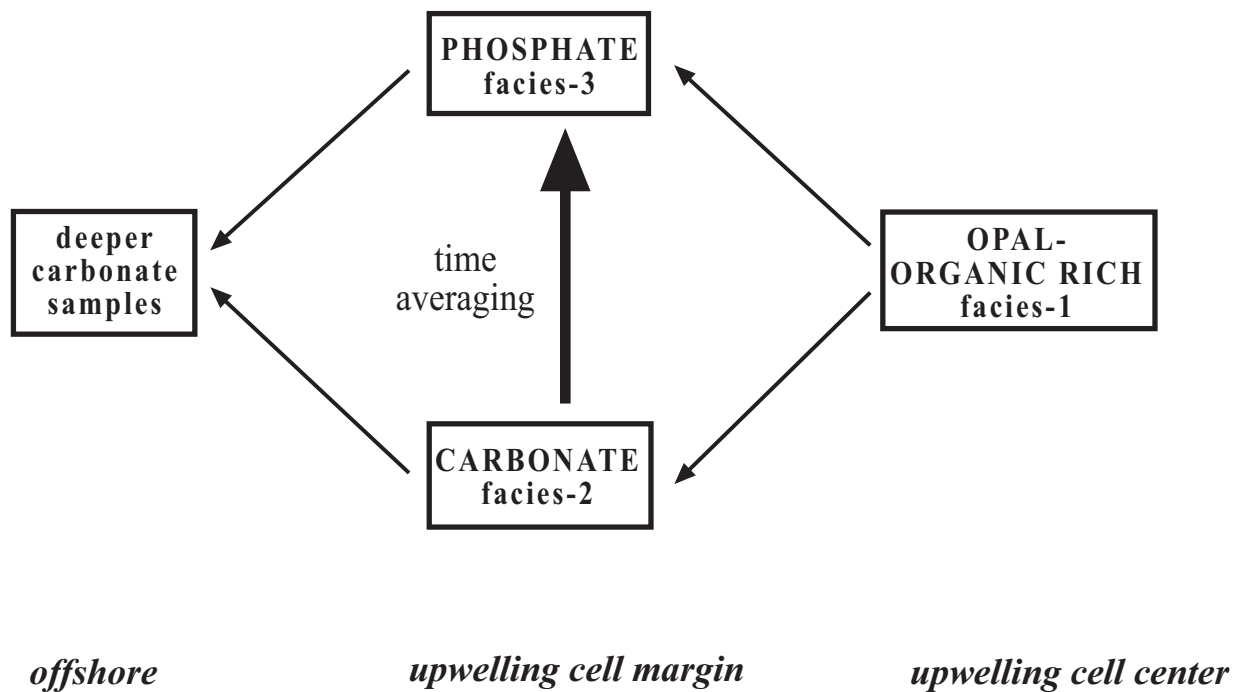 PHOSPHATE
facies-3
deeper
carbonate
samples
time
averaging
OPAL-
ORGANIC RICH
facies-1
CARBONATE
facies-2
offshore
upwelling cell margin
upwelling cell center